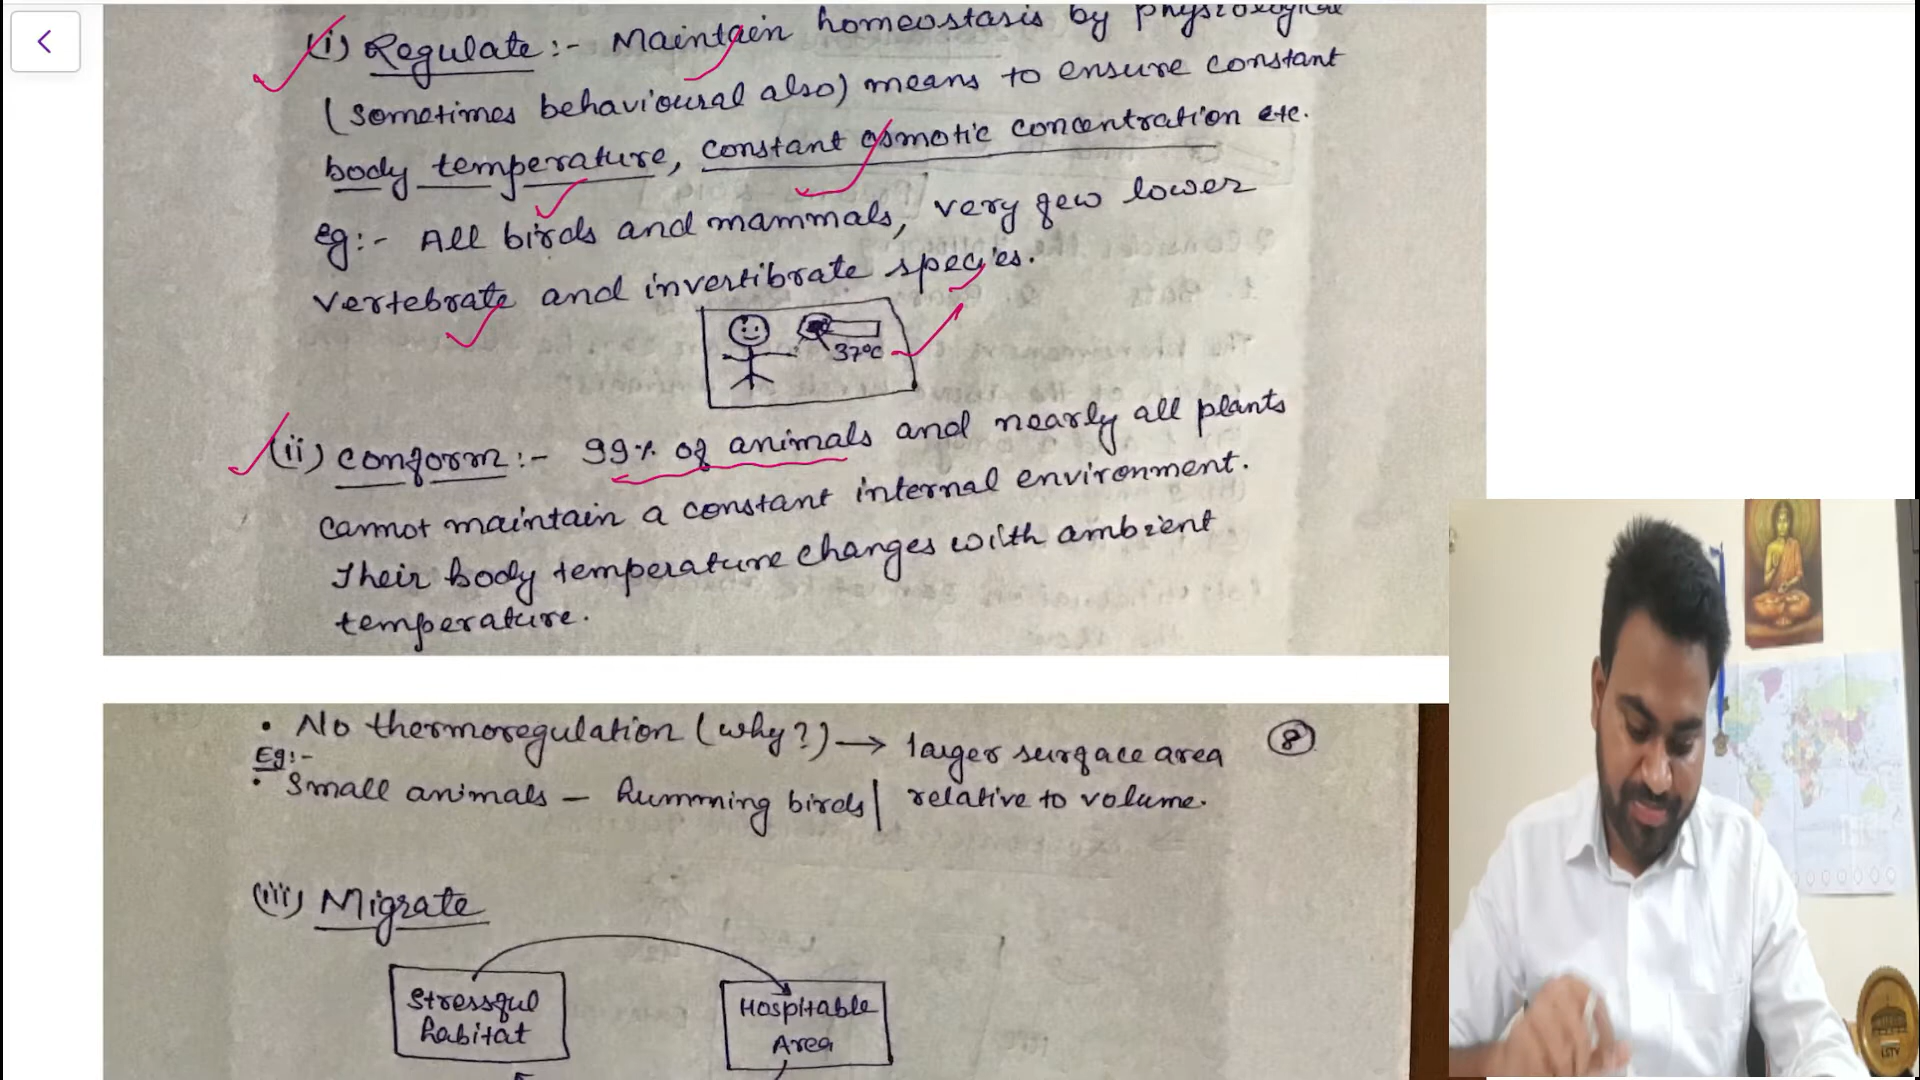 (i) Regulate :- Maintain homeostasis by physiological
(sometimes behavioural also) means to ensure constant
body temperature, constant osmotic concentration etc.
eg:- All birds and mammals, very few lower
vertebrate and invertibrate species.
37°C
(ii) conform :- 99% of animals and nearly all plants
cannot maintain a constant internal environment.
Their body temperature changes with ambient
temperature.
• No thermoregulation (why?) → larger surface area
8
Eg:-
• Small animals - humming birds | relative to volume.
(iii) Migrate
Stressful
habitat
Hospitable
Area
LSTV